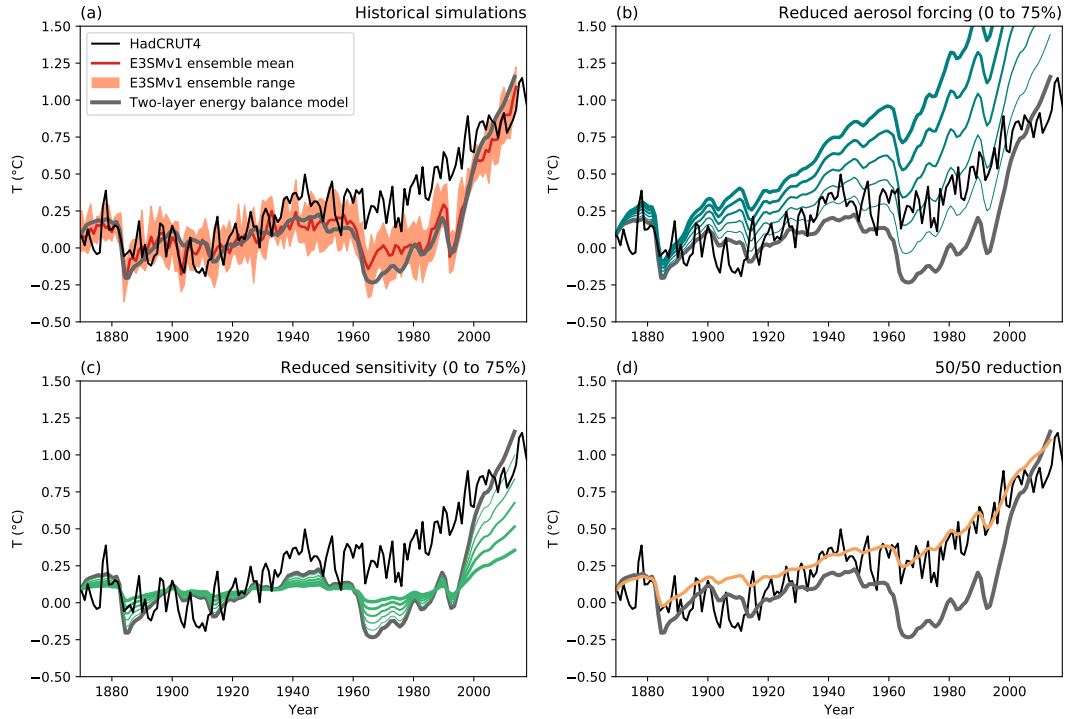 (a) Historical simulations
HadCRUT4
E3SMv1 ensemble mean
E3SMv1 ensemble range
Two-layer energy balance model
T (°C)
1.50
1.25
1.00
0.75
0.50
0.25
0.00
−0.25
−0.50
1880 1900 1920 1940 1960 1980 2000
(b) Reduced aerosol forcing (0 to 75%)
T (°C)
1.50
1.25
1.00
0.75
0.50
0.25
0.00
−0.25
−0.50
1880 1900 1920 1940 1960 1980 2000
(c) Reduced sensitivity (0 to 75%)
T (°C)
1.50
1.25
1.00
0.75
0.50
0.25
0.00
−0.25
−0.50
1880 1900 1920 1940 1960 1980 2000
Year
(d) 50/50 reduction
T (°C)
1.50
1.25
1.00
0.75
0.50
0.25
0.00
−0.25
−0.50
1880 1900 1920 1940 1960 1980 2000
Year